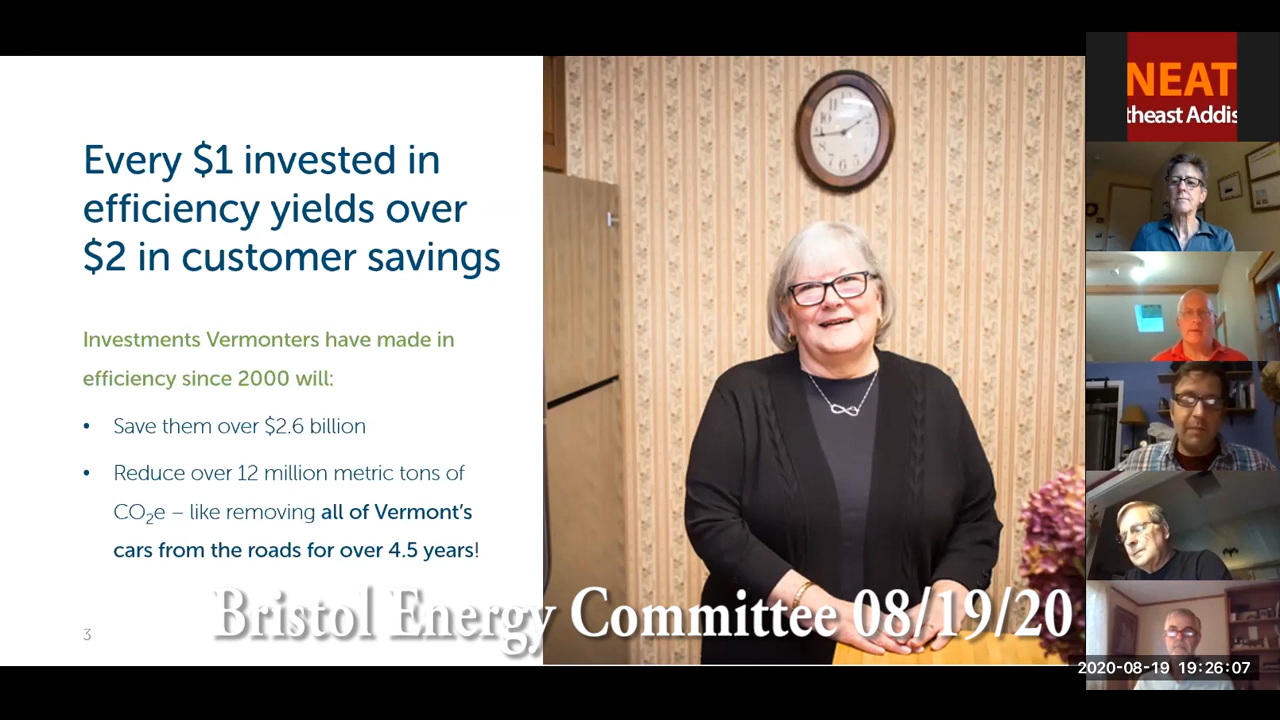 Every $1 invested in
efficiency yields over
$2 in customer savings
Investments Vermonters have made in
efficiency since 2000 will:
• Save them over $2.6 billion
• Reduce over 12 million metric tons of
CO₂e – like removing all of Vermont's
cars from the roads for over 4.5 years!
3
Bristol Energy Committee 08/19/20
NEAT
theast Addis
2020-08-19 19:26:07